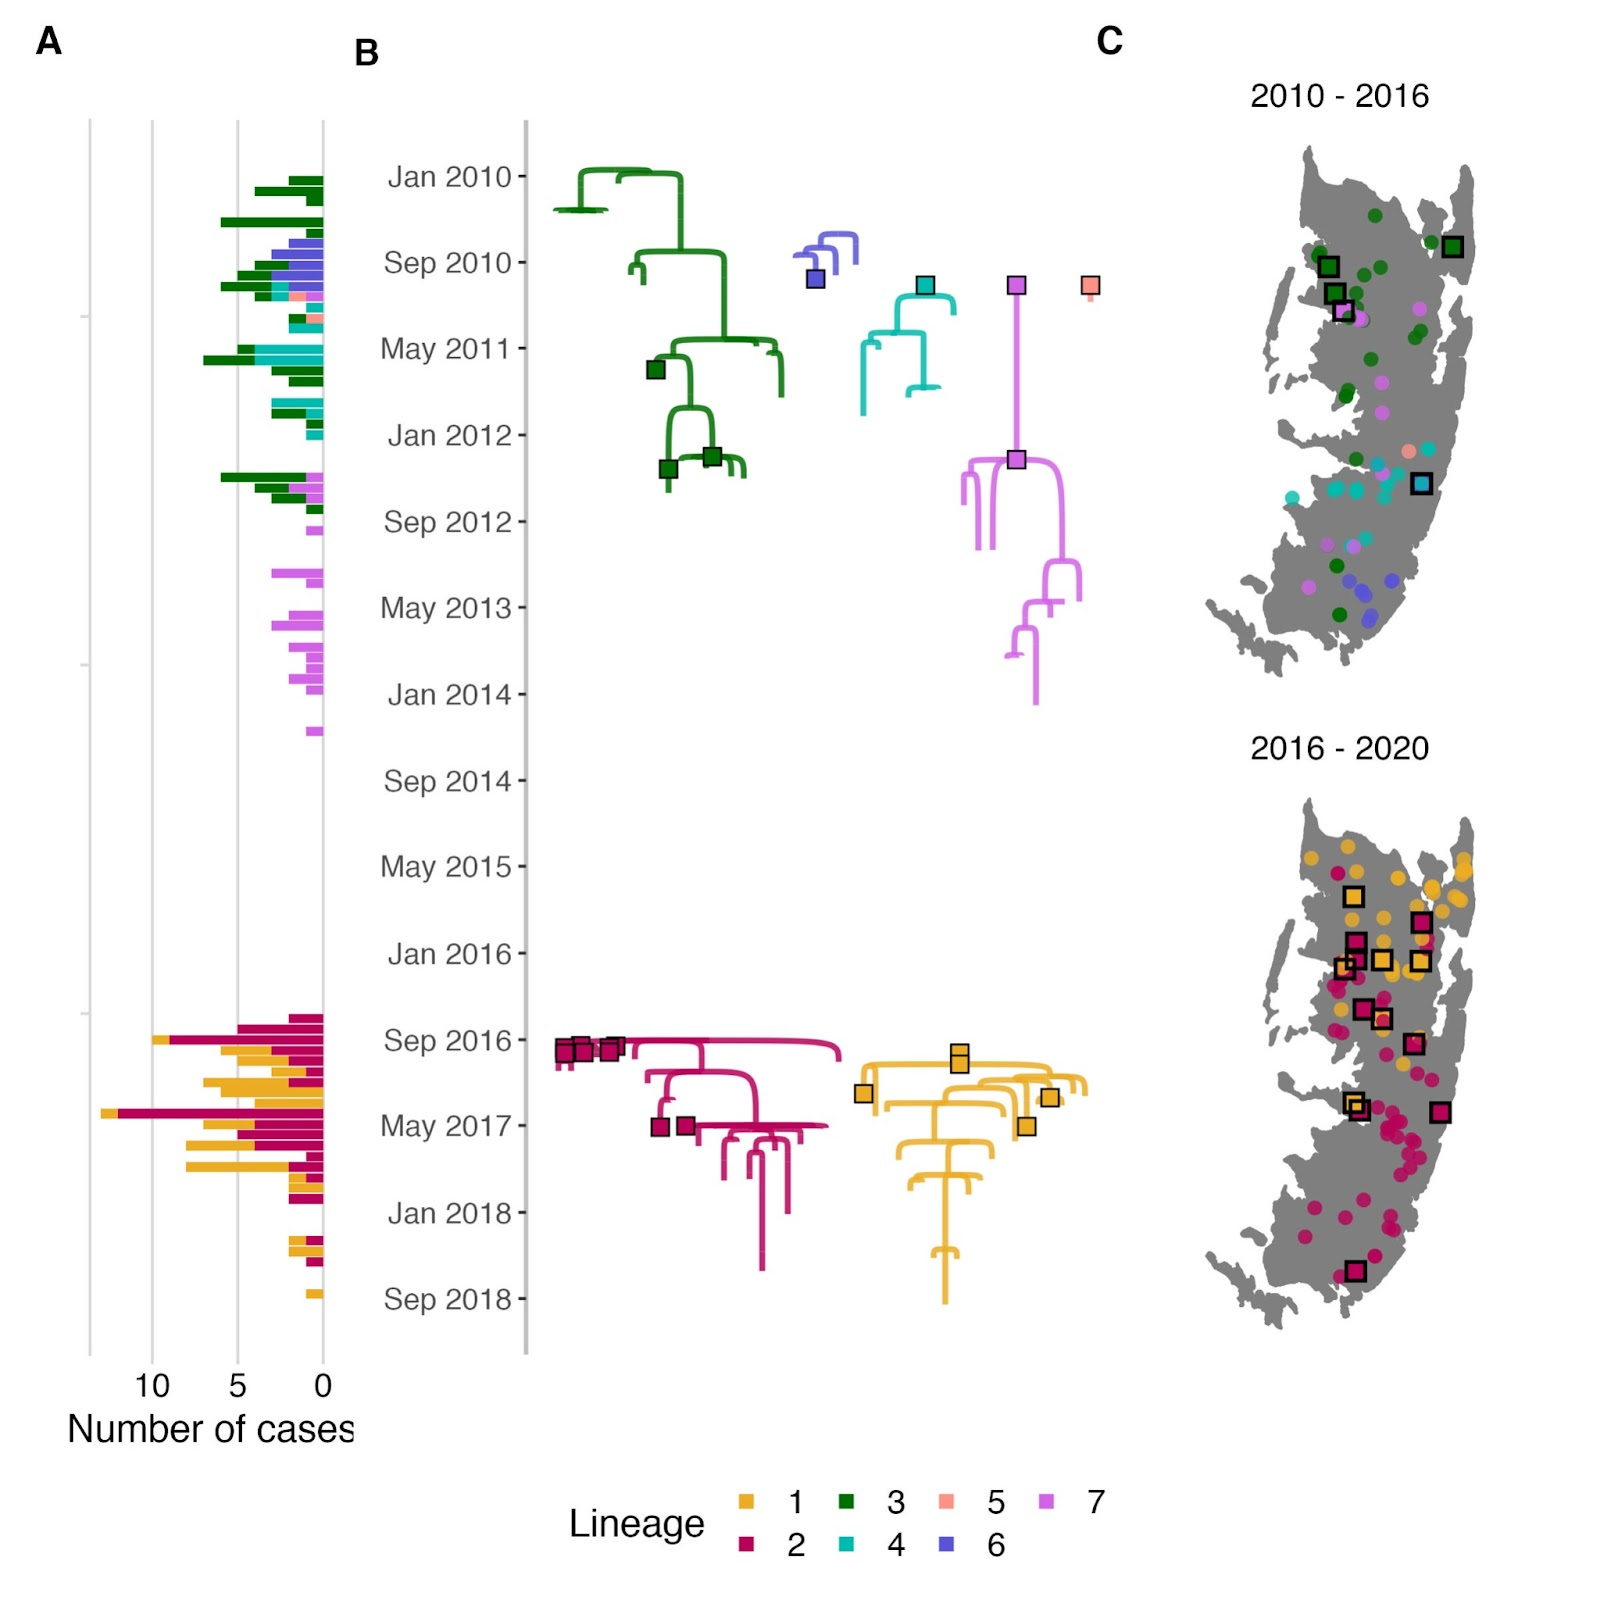 A
B
C
2010 - 2016
Jan 2010
Sep 2010
May 2011
Jan 2012
Sep 2012
May 2013
Jan 2014
Sep 2014
May 2015
Jan 2016
Sep 2016
May 2017
Jan 2018
Sep 2018
2016 - 2020
10 5 0
Number of cases
Lineage
1 3 5 7
2 4 6